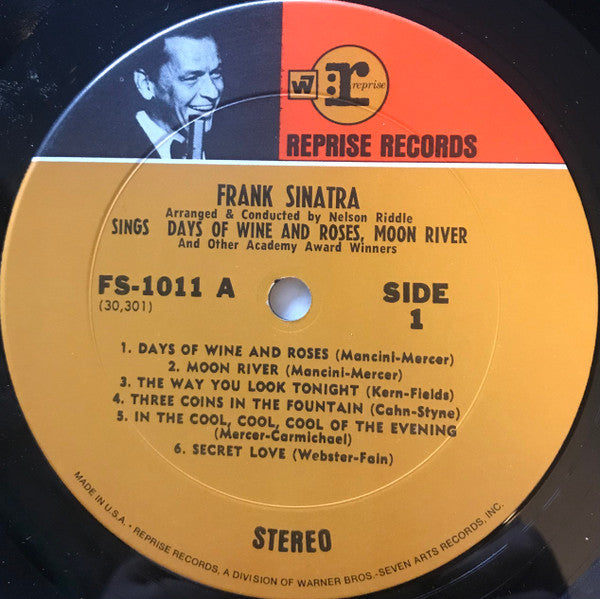 W7 r reprise
REPRISE RECORDS
FRANK SINATRA
Arranged & Conducted by Nelson Riddle
SINGS DAYS OF WINE AND ROSES, MOON RIVER
And Other Academy Award Winners
FS-1011 A
(30,301)
SIDE
1
1. DAYS OF WINE AND ROSES (Mancini-Mercer)
2. MOON RIVER (Mancini-Mercer)
3. THE WAY YOU LOOK TONIGHT (Kern-Fields)
4. THREE COINS IN THE FOUNTAIN (Cahn-Styne)
5. IN THE COOL, COOL, COOL OF THE EVENING
(Mercer-Carmichael)
6. SECRET LOVE (Webster-Fain)
STEREO
MADE IN U.S.A. • REPRISE RECORDS, A DIVISION OF WARNER BROS.-SEVEN ARTS RECORDS, INC.